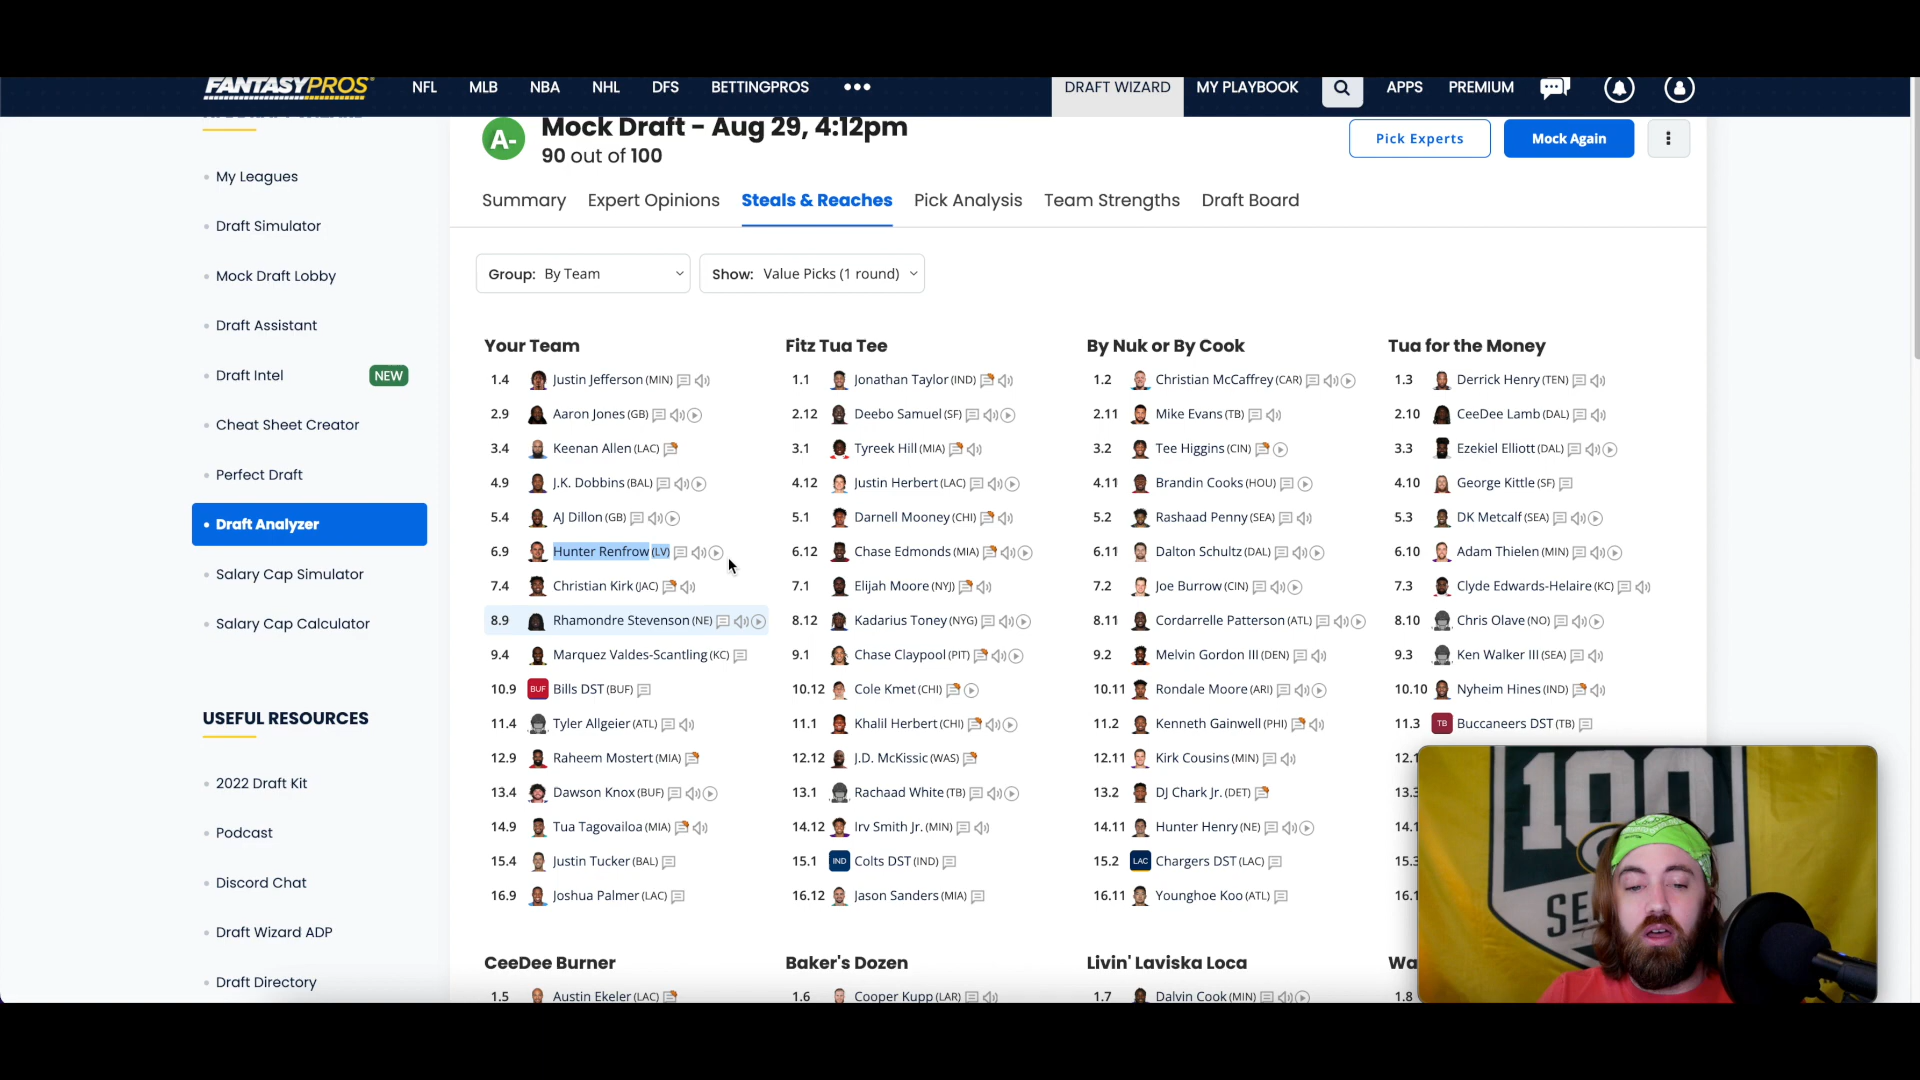 FANTASYPROS
NFL
MLB
NBA
NHL
DFS
BETTINGPROS
DRAFT WIZARD
MY PLAYBOOK
APPS
PREMIUM
A-
Mock Draft - Aug 29, 4:12pm
90 out of 100
Pick Experts
Mock Again
Summary
Expert Opinions
Steals & Reaches
Pick Analysis
Team Strengths
Draft Board
My Leagues
Draft Simulator
Mock Draft Lobby
Draft Assistant
Draft Intel NEW
Cheat Sheet Creator
Perfect Draft
Draft Analyzer
Salary Cap Simulator
Salary Cap Calculator
USEFUL RESOURCES
2022 Draft Kit
Podcast
Discord Chat
Draft Wizard ADP
Draft Directory
Group: By Team
Show: Value Picks (1 round)
Your Team
1.4 Justin Jefferson (MIN)
2.9 Aaron Jones (GB)
3.4 Keenan Allen (LAC)
4.9 J.K. Dobbins (BAL)
5.4 AJ Dillon (GB)
6.9 Hunter Renfrow (LV)
7.4 Christian Kirk (JAC)
8.9 Rhamondre Stevenson (NE)
9.4 Marquez Valdes-Scantling (KC)
10.9 BUF Bills DST (BUF)
11.4 Tyler Allgeier (ATL)
12.9 Raheem Mostert (MIA)
13.4 Dawson Knox (BUF)
14.9 Tua Tagovailoa (MIA)
15.4 Justin Tucker (BAL)
16.9 Joshua Palmer (LAC)
Fitz Tua Tee
1.1 Jonathan Taylor (IND)
2.12 Deebo Samuel (SF)
3.1 Tyreek Hill (MIA)
4.12 Justin Herbert (LAC)
5.1 Darnell Mooney (CHI)
6.12 Chase Edmonds (MIA)
7.1 Elijah Moore (NYJ)
8.12 Kadarius Toney (NYG)
9.1 Chase Claypool (PIT)
10.12 Cole Kmet (CHI)
11.1 Khalil Herbert (CHI)
12.12 J.D. McKissic (WAS)
13.1 Rachaad White (TB)
14.12 Irv Smith Jr. (MIN)
15.1 IND Colts DST (IND)
16.12 Jason Sanders (MIA)
By Nuk or By Cook
1.2 Christian McCaffrey (CAR)
2.11 Mike Evans (TB)
3.2 Tee Higgins (CIN)
4.11 Brandin Cooks (HOU)
5.2 Rashaad Penny (SEA)
6.11 Dalton Schultz (DAL)
7.2 Joe Burrow (CIN)
8.11 Cordarrelle Patterson (ATL)
9.2 Melvin Gordon III (DEN)
10.11 Rondale Moore (ARI)
11.2 Kenneth Gainwell (PHI)
12.11 Kirk Cousins (MIN)
13.2 DJ Chark Jr. (DET)
14.11 Hunter Henry (NE)
15.2 LAC Chargers DST (LAC)
16.11 Younghoe Koo (ATL)
Tua for the Money
1.3 Derrick Henry (TEN)
2.10 CeeDee Lamb (DAL)
3.3 Ezekiel Elliott (DAL)
4.10 George Kittle (SF)
5.3 DK Metcalf (SEA)
6.10 Adam Thielen (MIN)
7.3 Clyde Edwards-Helaire (KC)
8.10 Chris Olave (NO)
9.3 Ken Walker III (SEA)
10.10 Nyheim Hines (IND)
11.3 TB Buccaneers DST (TB)
12.1
13.3
14.1
15.3
16.1
CeeDee Burner
1.5 Austin Ekeler (LAC)
Baker's Dozen
1.6 Cooper Kupp (LAR)
Livin' Laviska Loca
1.7 Dalvin Cook (MIN)
Wa
1.8
100
SE